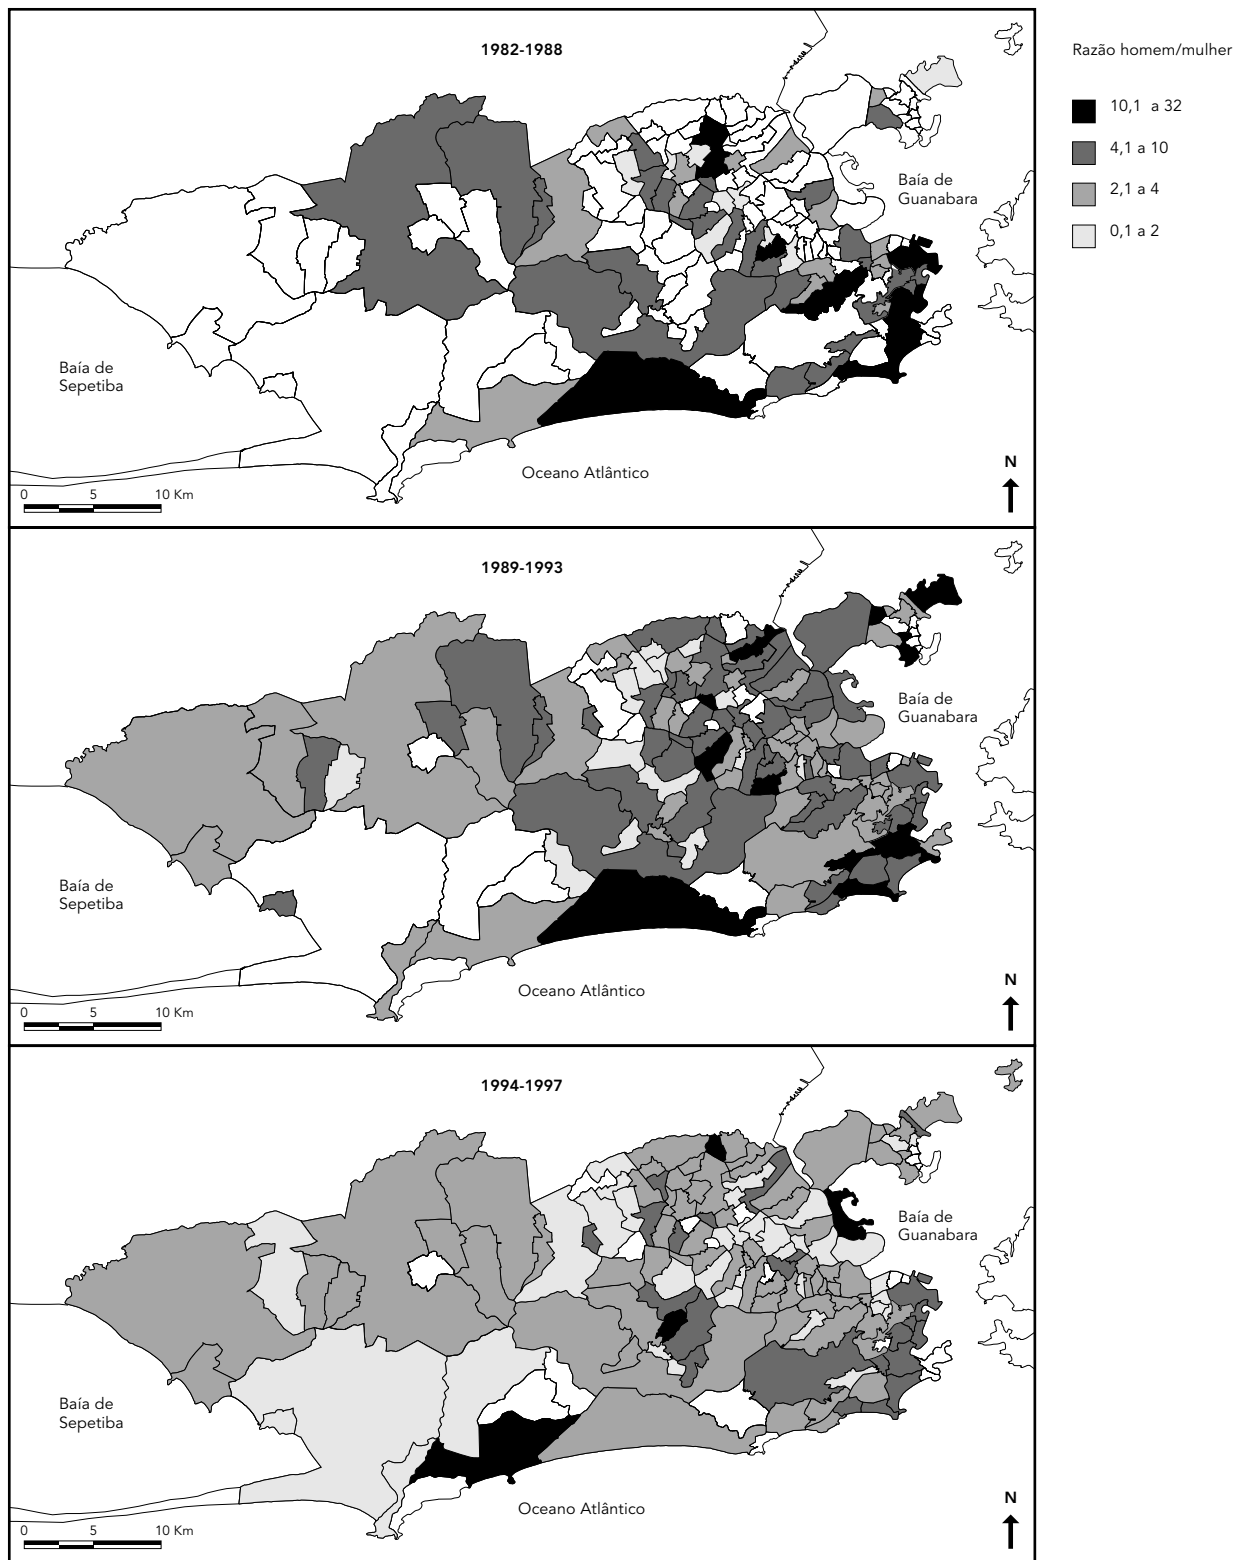 1982-1988
Razão homem/mulher
10,1 a 32
4,1 a 10
2,1 a 4
0,1 a 2
Baía de
Guanabara
Baía de
Sepetiba
Oceano Atlântico
N
0 5 10 Km
1989-1993
Baía de
Guanabara
Baía de
Sepetiba
Oceano Atlântico
N
0 5 10 Km
1994-1997
Baía de
Guanabara
Baía de
Sepetiba
Oceano Atlântico
N
0 5 10 Km